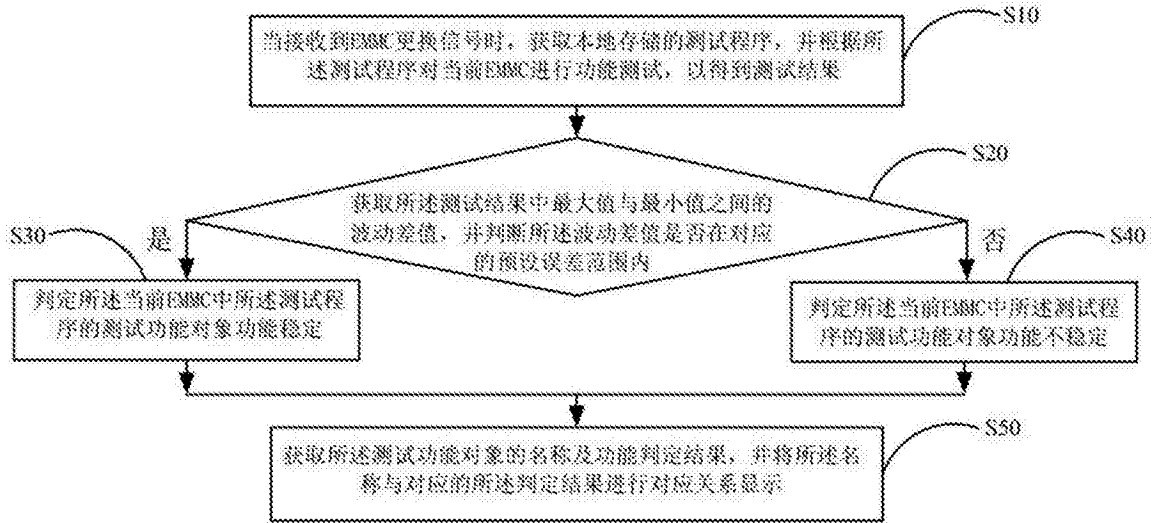 S10
当接收到EMMC更换信号时，获取本地存储的测试程序，并根据所
述测试程序对当前EMMC进行功能测试，以得到测试结果
S20
获取所述测试结果中最大值与最小值之间的
波动差值，并判断所述波动差值是否在对应
的预设误差范围内
S30
是
否
S40
判定所述当前EMMC中所述测试程
序的测试功能对象功能稳定
判定所述当前EMMC中所述测试程
序的测试功能对象功能不稳定
S50
获取所述测试功能对象的名称及功能判定结果，并将所述名
称与对应的所述判定结果进行对应关系显示